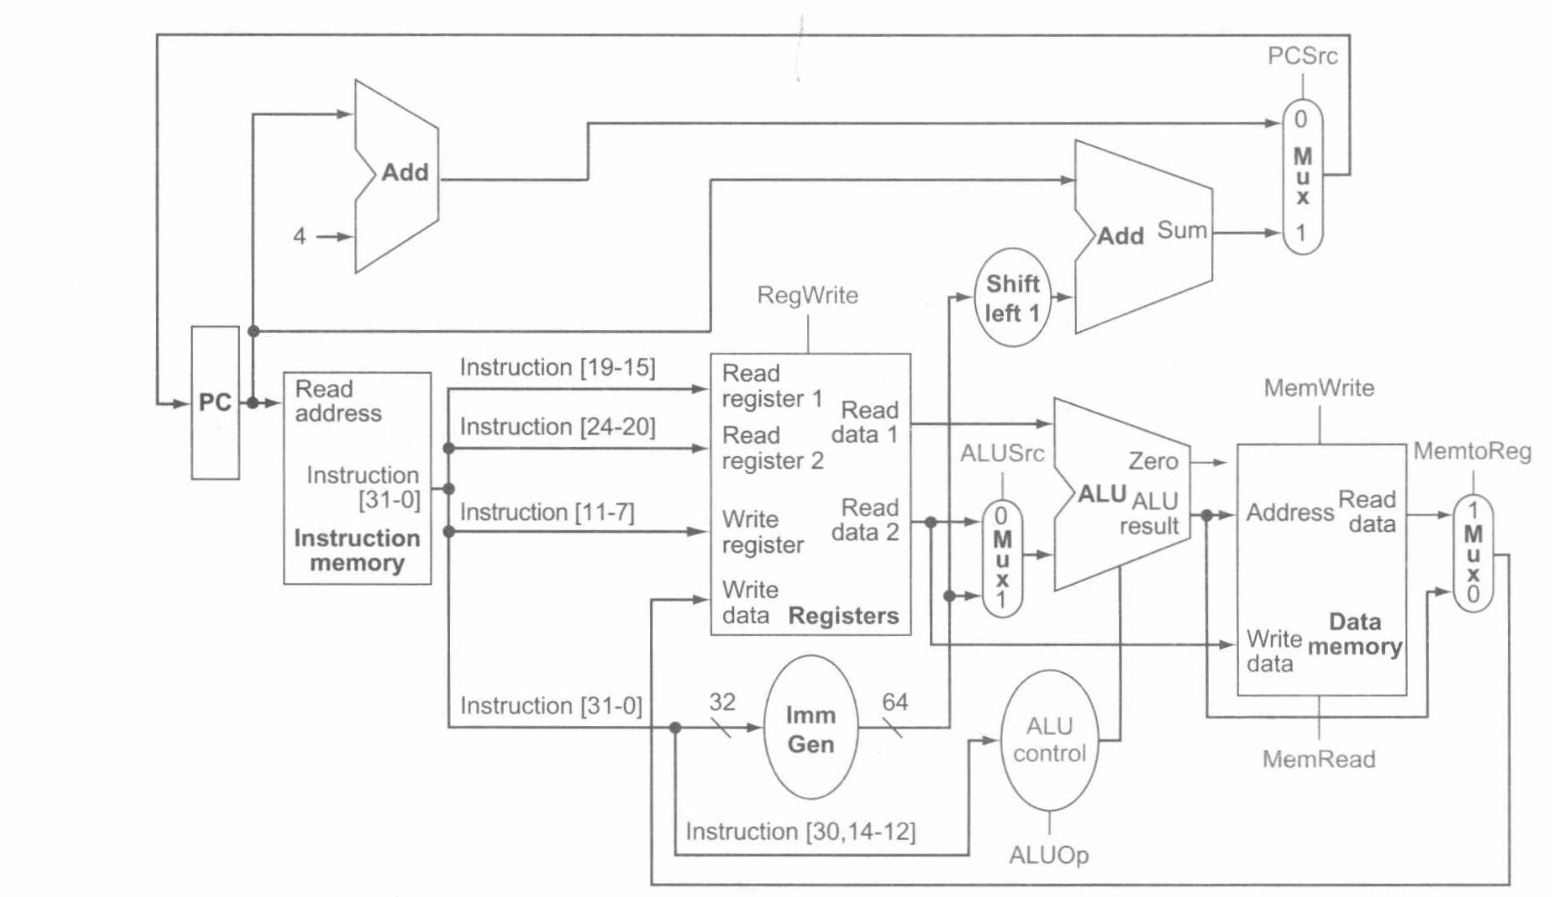 PCSrc
0
Mux
1
Add
4
Add Sum
Shift
left 1
RegWrite
PC
Read
address
Instruction
[31-0]
Instruction
memory
Instruction [19-15]
Instruction [24-20]
Instruction [11-7]
Instruction [31-0]
Read
register 1
Read
register 2
Write
register
Write
data
Read
data 1
Read
data 2
Registers
ALUSrc
0
Mux
1
Zero
ALU
ALU
result
MemWrite
Address
Read
data
Write
data
Data
memory
MemRead
MemtoReg
1
Mux
0
32
Imm
Gen
64
ALU
control
Instruction [30,14-12]
ALUOp